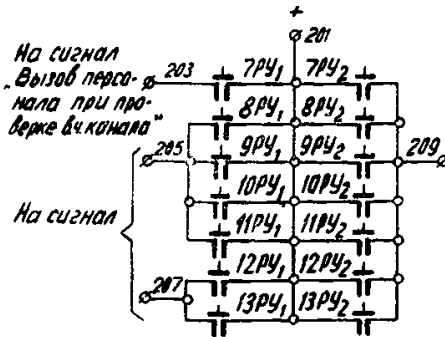 +
201
На сигнал
„Вызов персо-
нала при про-
верке вч. канала"
203
7РУ₁ 7РУ₂
8РУ₁ 8РУ₂
205 9РУ₁ 9РУ₂ 209
10РУ₁ 10РУ₂
На сигнал
11РУ₁ 11РУ₂
12РУ₁ 12РУ₂
207
13РУ₁ 13РУ₂